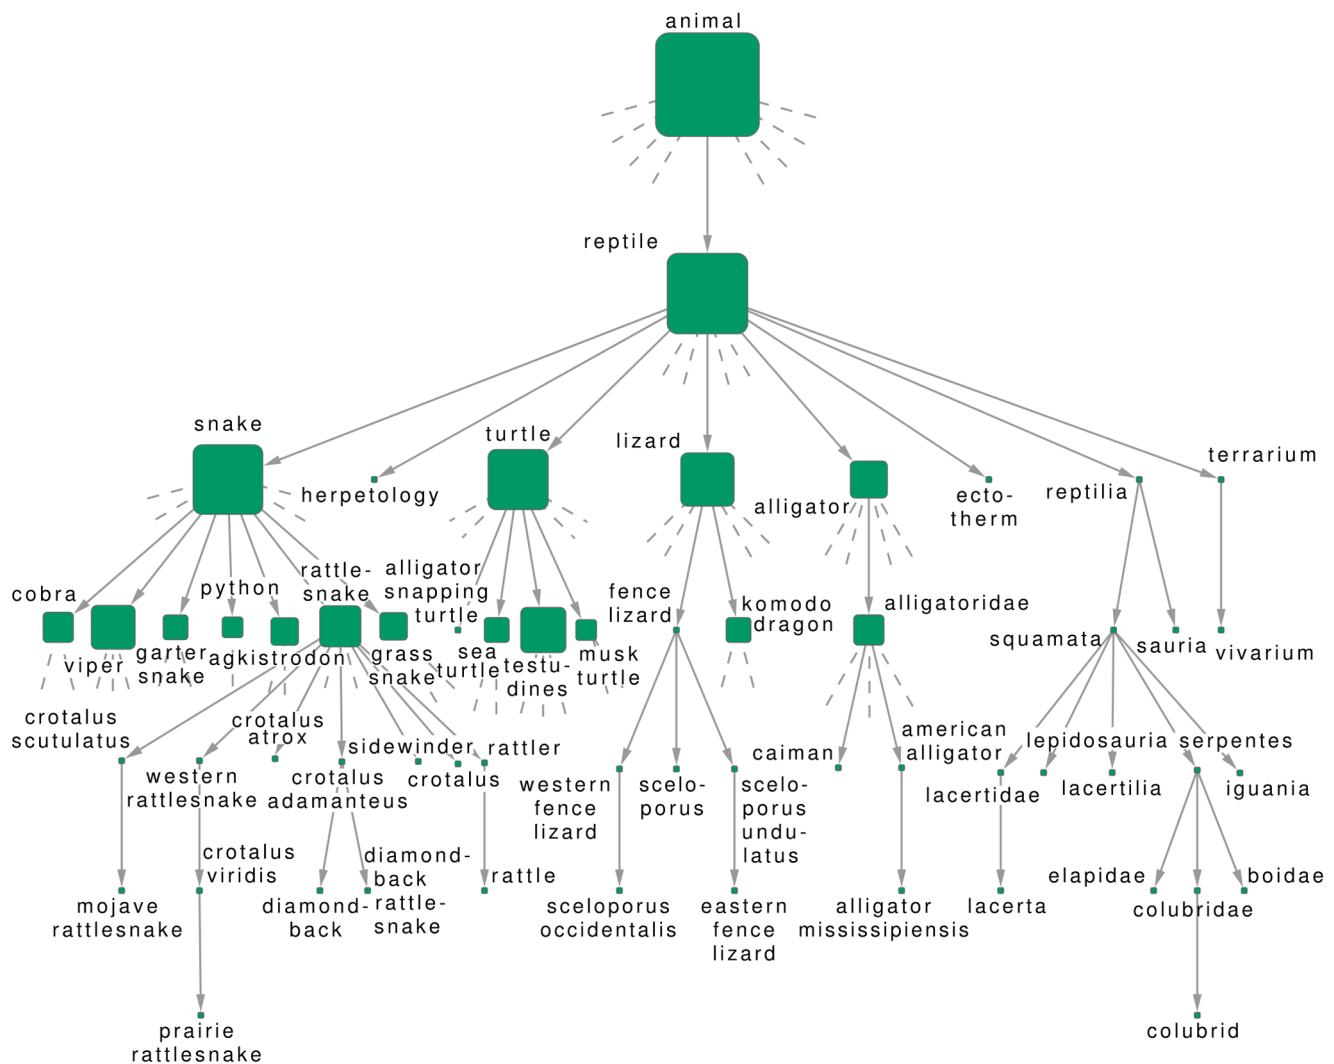 animal
reptile
snake
herpetology
turtle
lizard
alligator
ecto-
therm
reptilia
terrarium
cobra
viper
garter
snake
python
agkistrodon
rattle-
snake
grass
snake
alligator
snapping
turtle
sea
turtle
testu-
dines
musk
turtle
fence
lizard
komodo
dragon
alligatoridae
squamata
sauria
vivarium
crotalus
scutulatus
western
rattlesnake
crotalus
atrox
crotalus
adamanteus
sidewinder
crotalus
rattler
western
fence
lizard
scelo-
porus
scelo-
porus
undu-
latus
caiman
american
alligator
lacertidae
lepidosauria
lacertilia
serpentes
iguania
mojave
rattlesnake
crotalus
viridis
diamond-
back
diamond-
back
rattle-
snake
rattle
sceloporus
occidentalis
eastern
fence
lizard
alligator
mississipiensis
lacerta
elapidae
colubridae
boidae
prairie
rattlesnake
colubrid